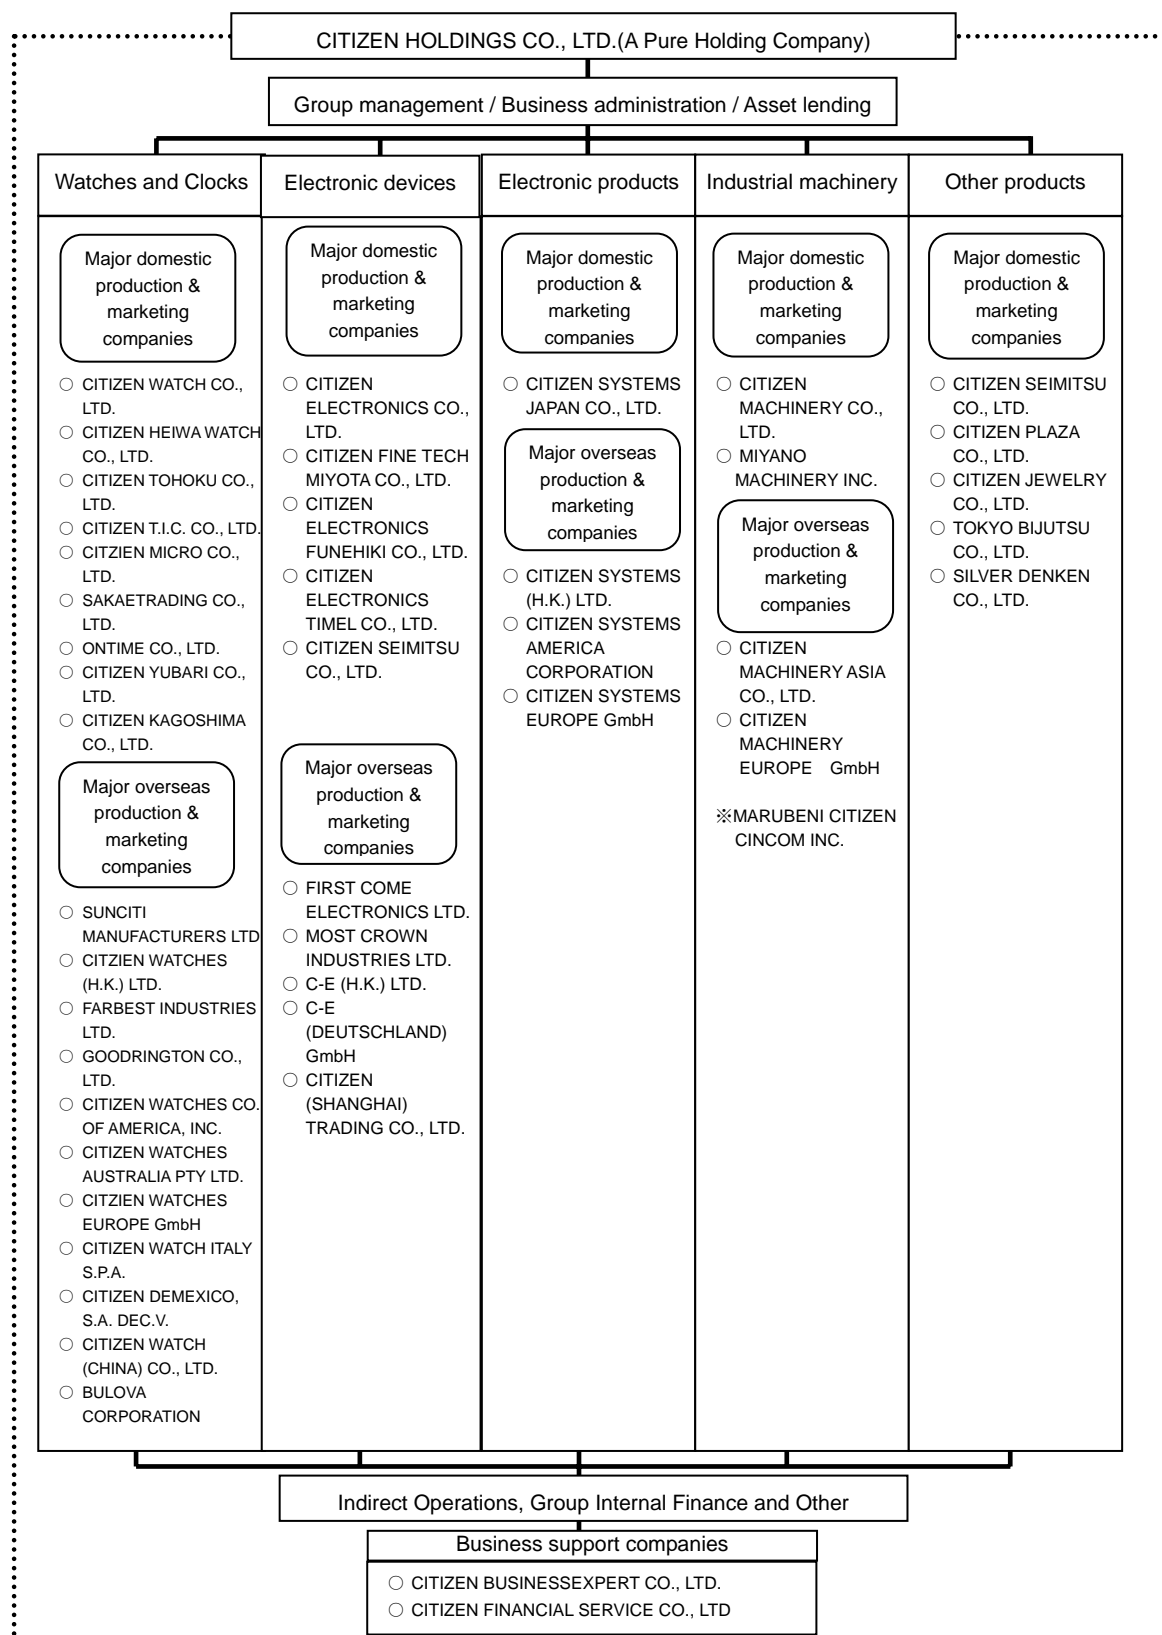 CITIZEN HOLDINGS CO., LTD.(A Pure Holding Company)
Group management / Business administration / Asset lending
Watches and Clocks
Major domestic
production &
marketing
companies
○ CITIZEN WATCH CO.,
LTD.
○ CITIZEN HEIWA WATCH
CO., LTD.
○ CITIZEN TOHOKU CO.,
LTD.
○ CITIZEN T.I.C. CO., LTD.
○ CITZIEN MICRO CO.,
LTD.
○ SAKAETRADING CO.,
LTD.
○ ONTIME CO., LTD.
○ CITIZEN YUBARI CO.,
LTD.
○ CITIZEN KAGOSHIMA
CO., LTD.
Major overseas
production &
marketing
companies
○ SUNCITI
MANUFACTURERS LTD
○ CITZIEN WATCHES
(H.K.) LTD.
○ FARBEST INDUSTRIES
LTD.
○ GOODRINGTON CO.,
LTD.
○ CITIZEN WATCHES CO.
OF AMERICA, INC.
○ CITIZEN WATCHES
AUSTRALIA PTY LTD.
○ CITZIEN WATCHES
EUROPE GmbH
○ CITIZEN WATCH ITALY
S.P.A.
○ CITIZEN DEMEXICO,
S.A. DEC.V.
○ CITIZEN WATCH
(CHINA) CO., LTD.
○ BULOVA
CORPORATION
Electronic devices
Major domestic
production &
marketing
companies
○ CITIZEN
ELECTRONICS CO.,
LTD.
○ CITIZEN FINE TECH
MIYOTA CO., LTD.
○ CITIZEN
ELECTRONICS
FUNEHIKI CO., LTD.
○ CITIZEN
ELECTRONICS
TIMEL CO., LTD.
○ CITIZEN SEIMITSU
CO., LTD.
Major overseas
production &
marketing
companies
○ FIRST COME
ELECTRONICS LTD.
○ MOST CROWN
INDUSTRIES LTD.
○ C-E (H.K.) LTD.
○ C-E
(DEUTSCHLAND)
GmbH
○ CITIZEN
(SHANGHAI)
TRADING CO., LTD.
Electronic products
Major domestic
production &
marketing
companies
○ CITIZEN SYSTEMS
JAPAN CO., LTD.
Major overseas
production &
marketing
companies
○ CITIZEN SYSTEMS
(H.K.) LTD.
○ CITIZEN SYSTEMS
AMERICA
CORPORATION
○ CITIZEN SYSTEMS
EUROPE GmbH
Industrial machinery
Major domestic
production &
marketing
companies
○ CITIZEN
MACHINERY CO.,
LTD.
○ MIYANO
MACHINERY INC.
Major overseas
production &
marketing
companies
○ CITIZEN
MACHINERY ASIA
CO., LTD.
○ CITIZEN
MACHINERY
EUROPE GmbH
※MARUBENI CITIZEN
CINCOM INC.
Other products
Major domestic
production &
marketing
companies
○ CITIZEN SEIMITSU
CO., LTD.
○ CITIZEN PLAZA
CO., LTD.
○ CITIZEN JEWELRY
CO., LTD.
○ TOKYO BIJUTSU
CO., LTD.
○ SILVER DENKEN
CO., LTD.
Indirect Operations, Group Internal Finance and Other
Business support companies
○ CITIZEN BUSINESSEXPERT CO., LTD.
○ CITIZEN FINANCIAL SERVICE CO., LTD